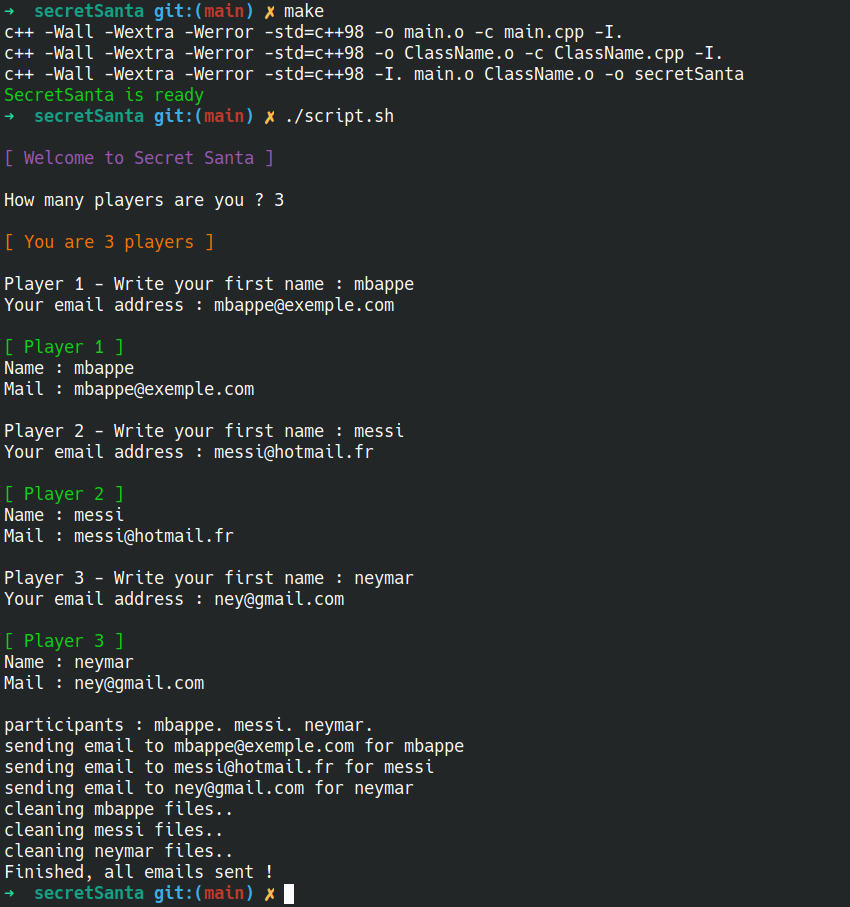 ➜  secretSanta git:(main) ✗ make
c++ -Wall -Wextra -Werror -std=c++98 -o main.o -c main.cpp -I.
c++ -Wall -Wextra -Werror -std=c++98 -o ClassName.o -c ClassName.cpp -I.
c++ -Wall -Wextra -Werror -std=c++98 -I. main.o ClassName.o -o secretSanta
SecretSanta is ready
➜  secretSanta git:(main) ✗ ./script.sh
[ Welcome to Secret Santa ]
How many players are you ? 3
[ You are 3 players ]
Player 1 - Write your first name : mbappe
Your email address : mbappe@exemple.com
[ Player 1 ]
Name : mbappe
Mail : mbappe@exemple.com
Player 2 - Write your first name : messi
Your email address : messi@hotmail.fr
[ Player 2 ]
Name : messi
Mail : messi@hotmail.fr
Player 3 - Write your first name : neymar
Your email address : ney@gmail.com
[ Player 3 ]
Name : neymar
Mail : ney@gmail.com
participants : mbappe. messi. neymar.
sending email to mbappe@exemple.com for mbappe
sending email to messi@hotmail.fr for messi
sending email to ney@gmail.com for neymar
cleaning mbappe files..
cleaning messi files..
cleaning neymar files..
Finished, all emails sent !
➜  secretSanta git:(main) ✗